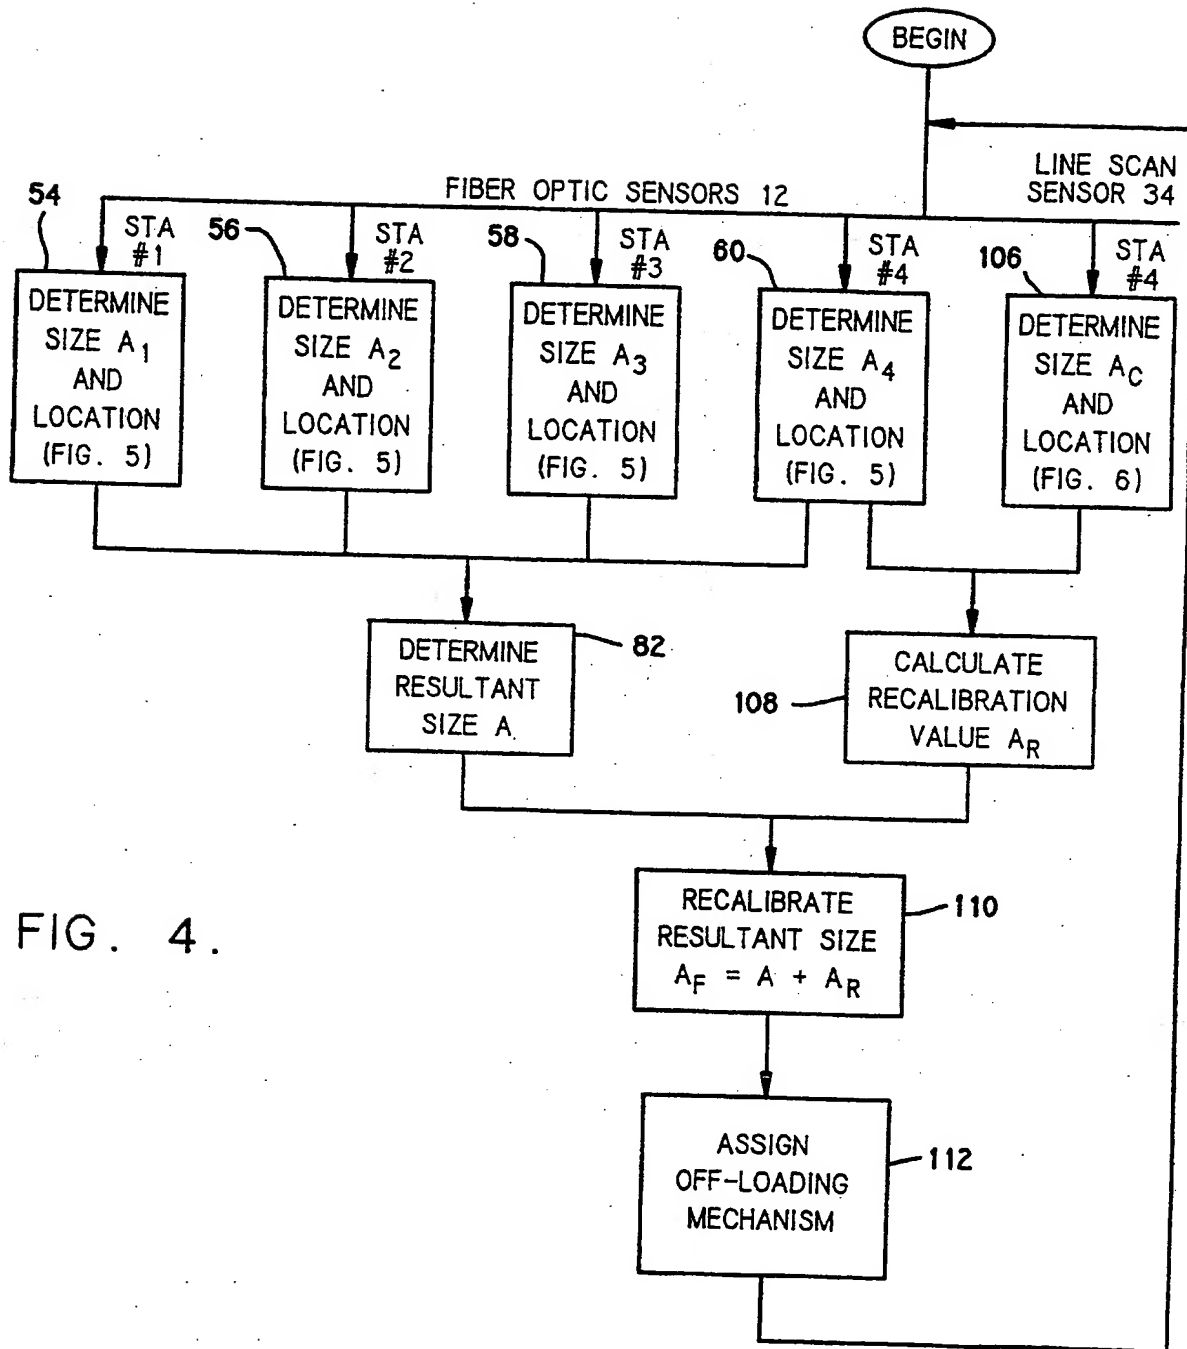 BEGIN
FIBER OPTIC SENSORS 12
LINE SCAN
SENSOR 34
54
STA
#1
DETERMINE
SIZE A1
AND
LOCATION
(FIG. 5)
56
STA
#2
DETERMINE
SIZE A2
AND
LOCATION
(FIG. 5)
58
STA
#3
DETERMINE
SIZE A3
AND
LOCATION
(FIG. 5)
60
STA
#4
DETERMINE
SIZE A4
AND
LOCATION
(FIG. 5)
106
STA
#4
DETERMINE
SIZE AC
AND
LOCATION
(FIG. 6)
82
DETERMINE
RESULTANT
SIZE A
108
CALCULATE
RECALIBRATION
VALUE AR
110
RECALIBRATE
RESULTANT SIZE
AF = A + AR
112
ASSIGN
OFF-LOADING
MECHANISM
FIG. 4.